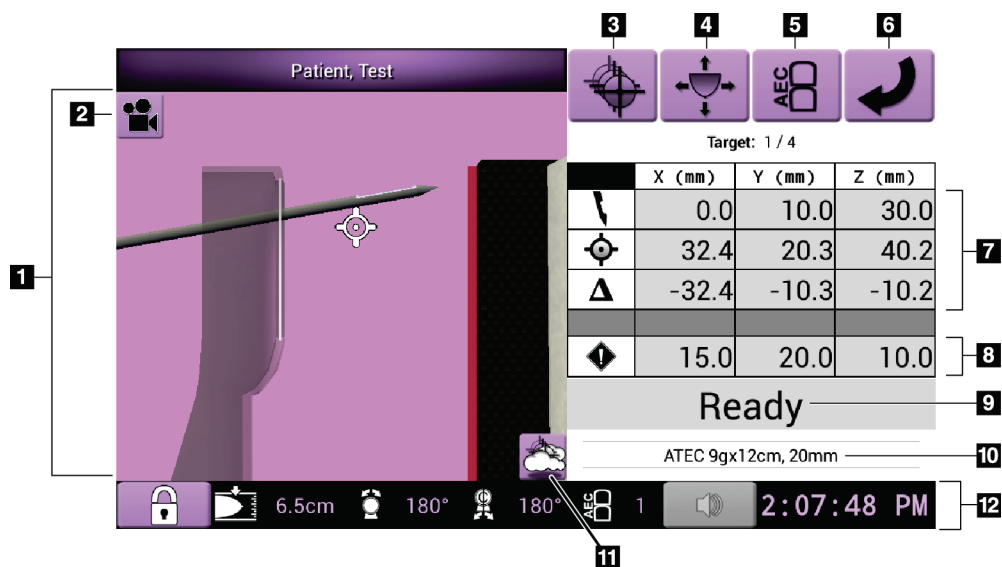 3
4
5
6
Patient, Test
AEC
1
2
Target: 1 / 4
X (mm) Y (mm) Z (mm)
0.0 10.0 30.0
32.4 20.3 40.2
Δ -32.4 -10.3 -10.2
7
! 15.0 20.0 10.0
8
Ready
9
ATEC 9gx12cm, 20mm
10
6.5cm 180° C 180° AEC 1 2:07:48 PM
12
11